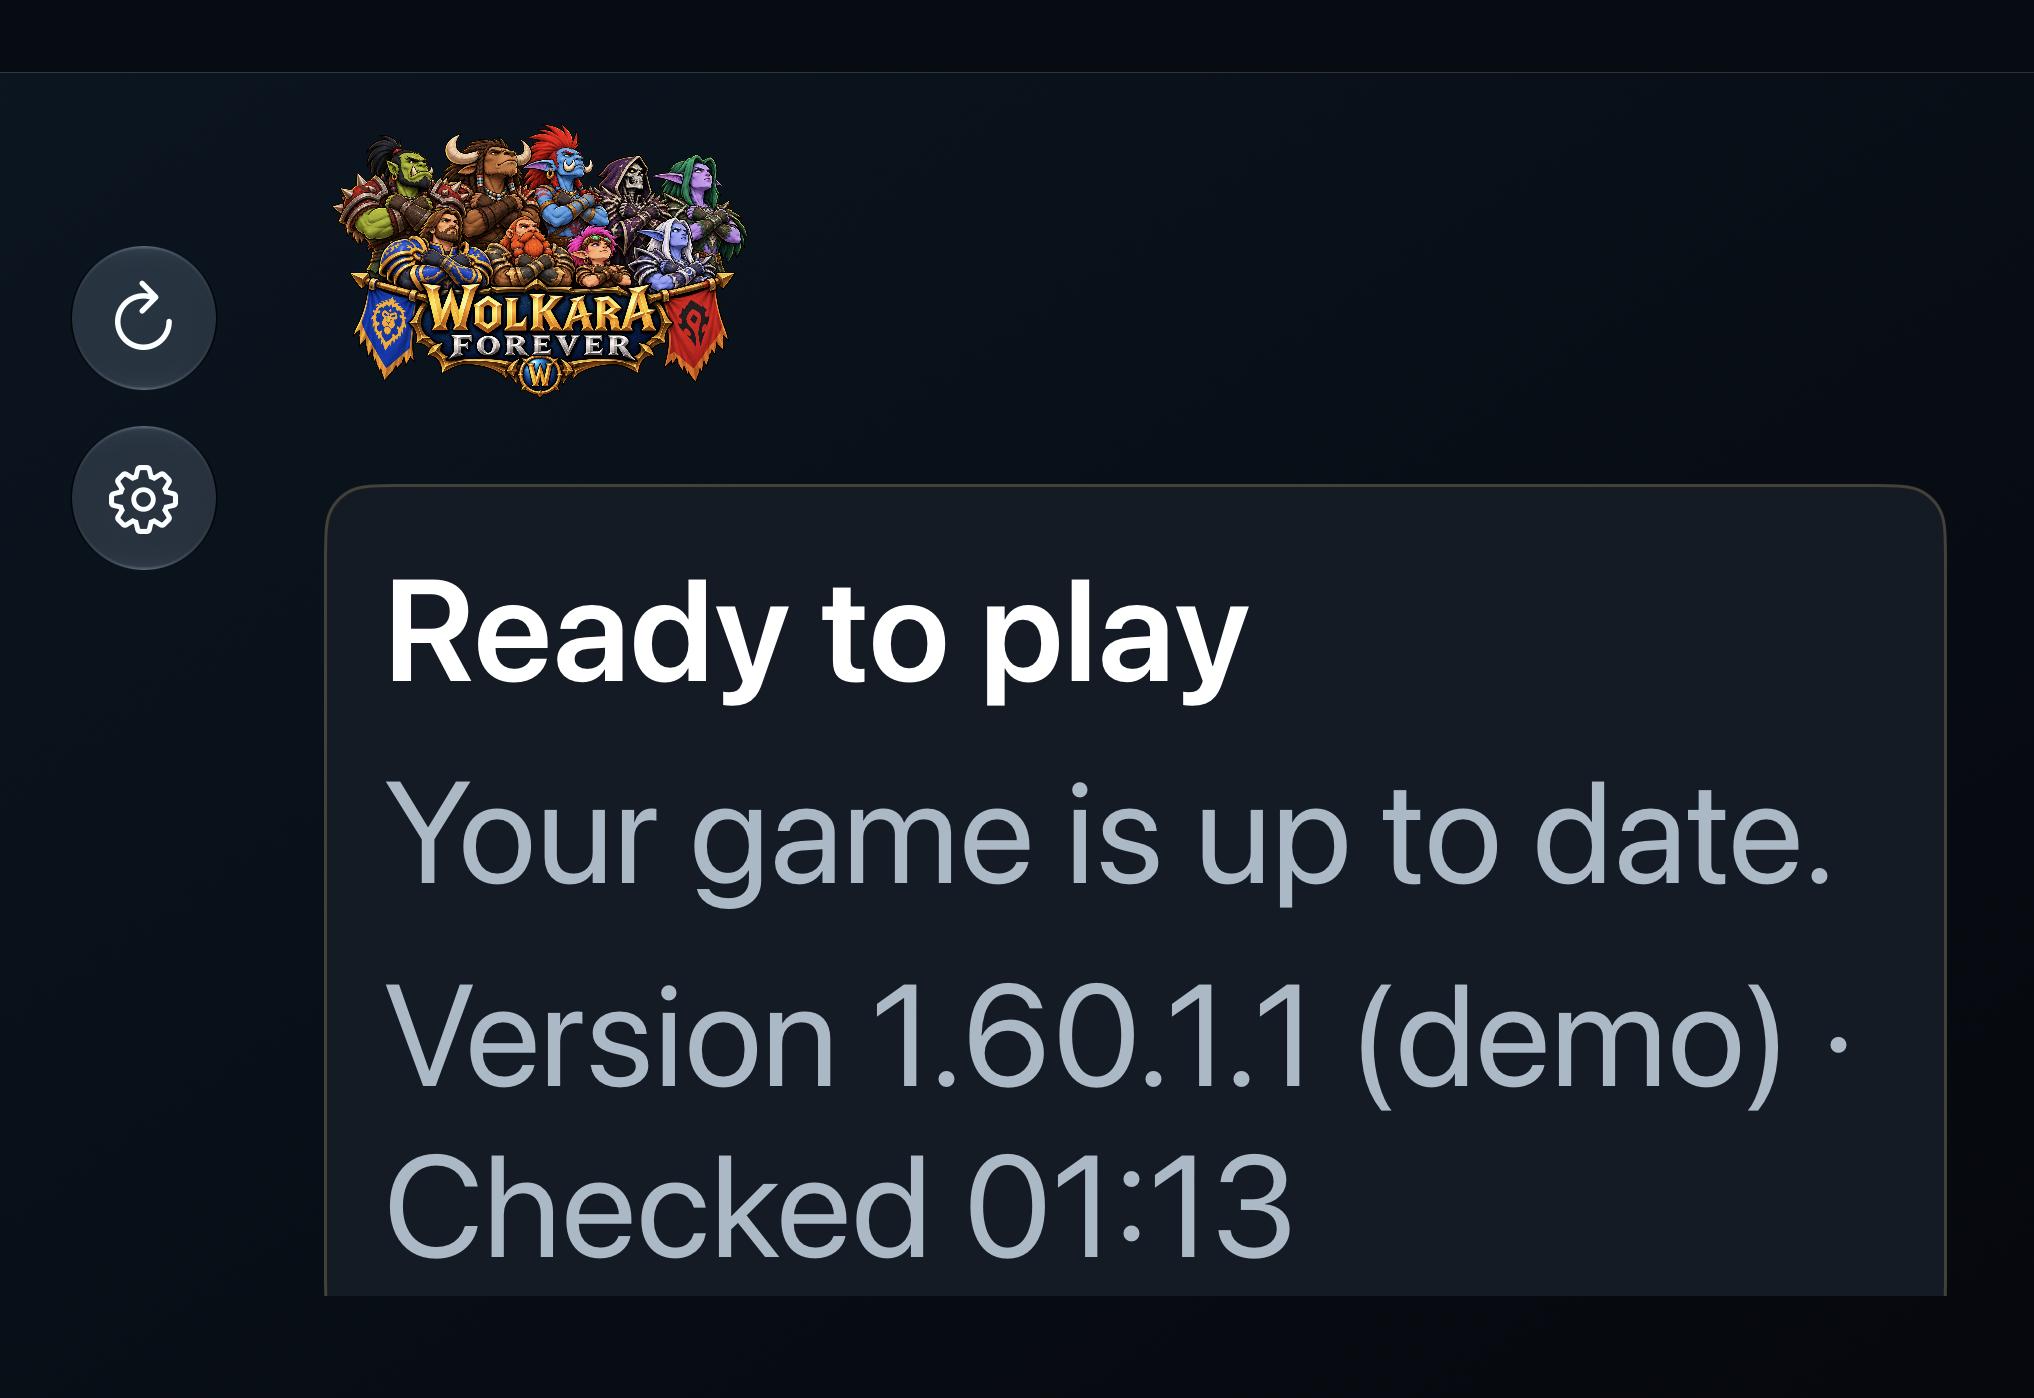 WOLKARA
FOREVER
W
Ready to play
Your game is up to date.
Version 1.60.1.1 (demo) ·
Checked 01:13